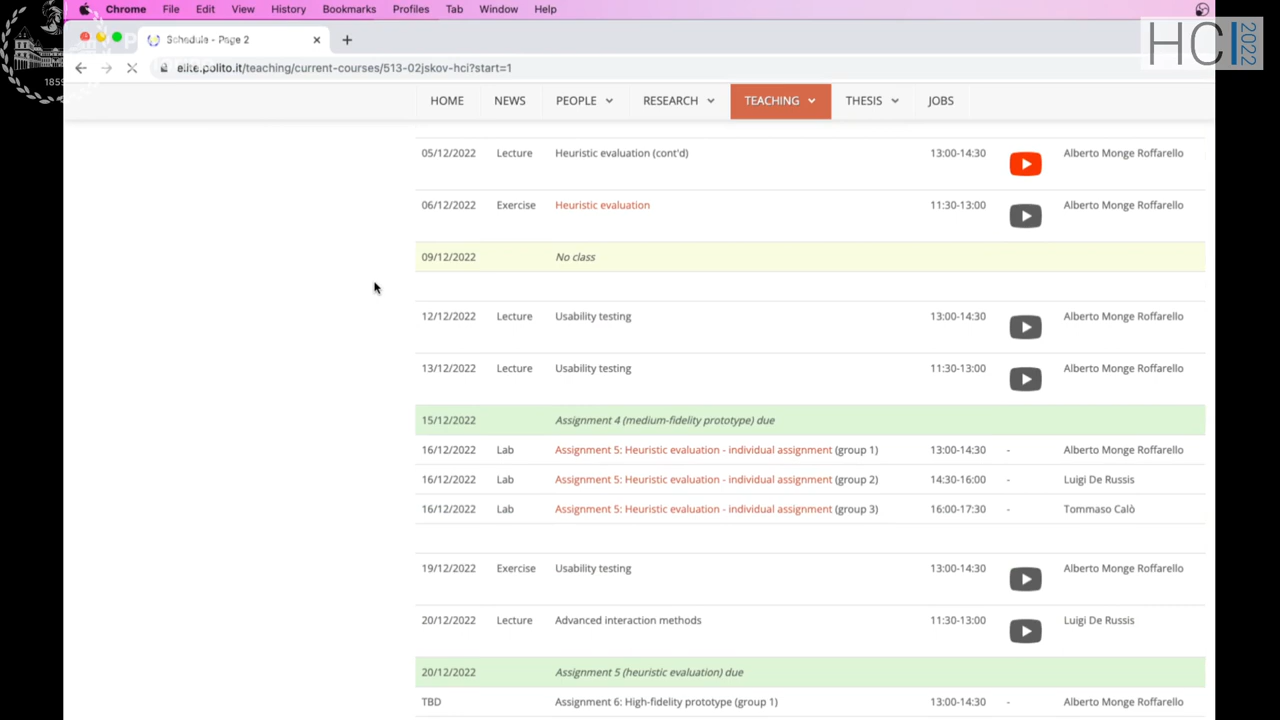 Chrome File Edit View History Bookmarks Profiles Tab Window Help
HCI 2022
Schedule - Page 2
elite.polito.it/teaching/current-courses/513-02jskov-hci?start=1
1859
HOME NEWS PEOPLE RESEARCH TEACHING THESIS JOBS
05/12/2022 Lecture Heuristic evaluation (cont'd) 13:00-14:30 Alberto Monge Roffarello
06/12/2022 Exercise Heuristic evaluation 11:30-13:00 Alberto Monge Roffarello
09/12/2022 No class
12/12/2022 Lecture Usability testing 13:00-14:30 Alberto Monge Roffarello
13/12/2022 Lecture Usability testing 11:30-13:00 Alberto Monge Roffarello
15/12/2022 Assignment 4 (medium-fidelity prototype) due
16/12/2022 Lab Assignment 5: Heuristic evaluation - individual assignment (group 1) 13:00-14:30 - Alberto Monge Roffarello
16/12/2022 Lab Assignment 5: Heuristic evaluation - individual assignment (group 2) 14:30-16:00 - Luigi De Russis
16/12/2022 Lab Assignment 5: Heuristic evaluation - individual assignment (group 3) 16:00-17:30 - Tommaso Calò
19/12/2022 Exercise Usability testing 13:00-14:30 Alberto Monge Roffarello
20/12/2022 Lecture Advanced interaction methods 11:30-13:00 Luigi De Russis
20/12/2022 Assignment 5 (heuristic evaluation) due
TBD Assignment 6: High-fidelity prototype (group 1) 13:00-14:30 - Alberto Monge Roffarello